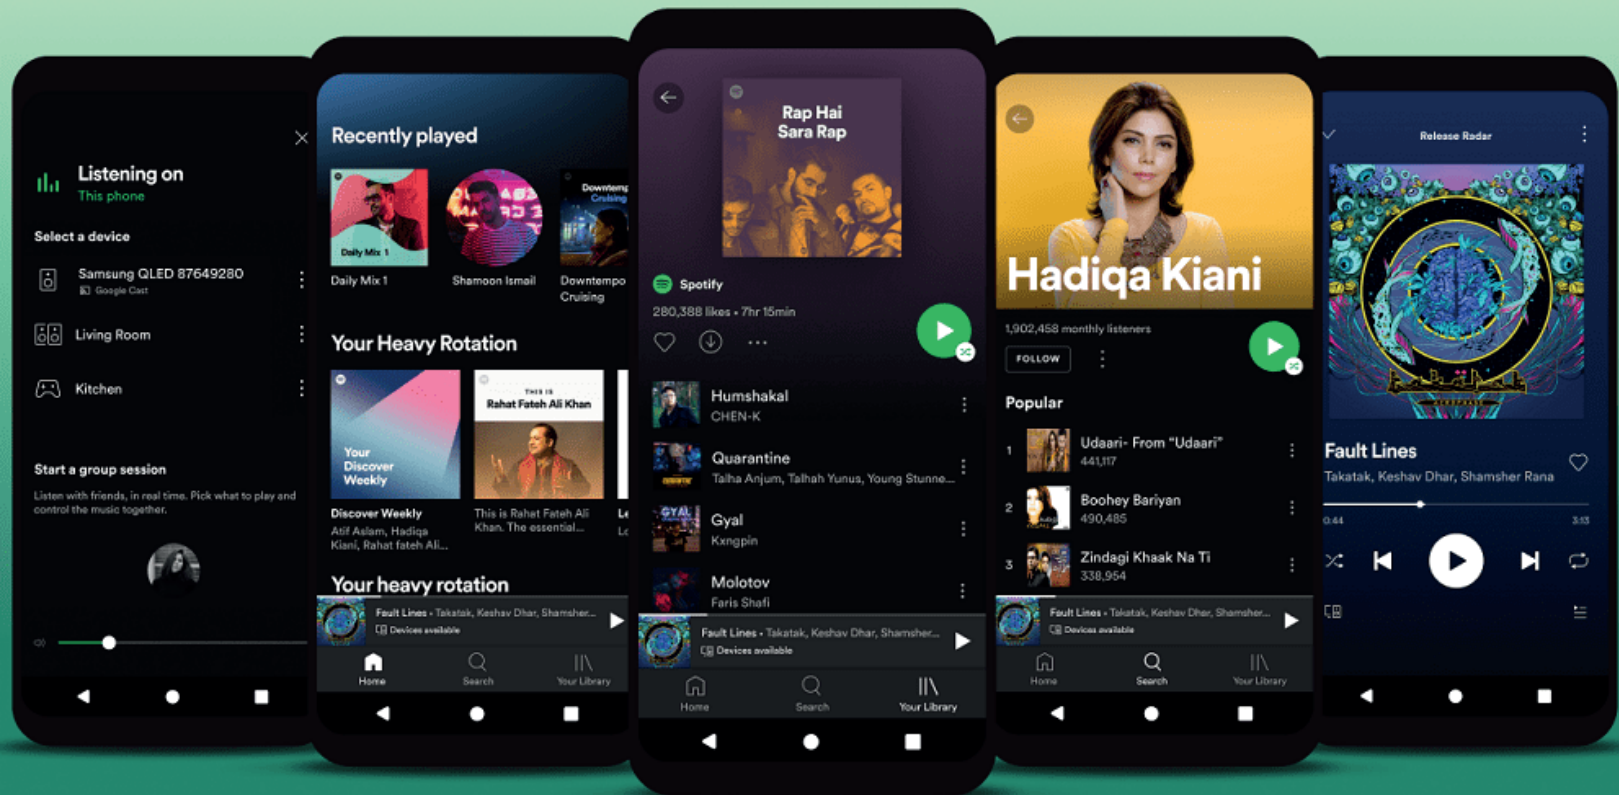 Listening on
This phone
Select a device
Samsung QLED 87649280
Google Cast
Living Room
Kitchen
Start a group session
Listen with friends, in real time. Pick what to play and
control the music together.
Recently played
Daily Mix 1
Downtemp
Cruising
Daily Mix 1
Shamoon Ismail
Downtempo
Cruising
Your Heavy Rotation
Your
Discover
Weekly
THIS IS
Rahat Fateh Ali Khan
Discover Weekly
Atif Aslam, Hadiqa
Kiani, Rahat fateh Ali...
This is Rahat Fateh Ali
Khan. The essential...
Your heavy rotation
Fault Lines • Takatak, Keshav Dhar, Shamsher...
Devices available
Home
Search
Your Library
Rap Hai
Sara Rap
Spotify
280,388 likes • 7hr 15min
Humshakal
CHEN-K
Quarantine
Talha Anjum, Talhah Yunus, Young Stunne...
GYAL
Gyal
Kxngpin
Molotov
Faris Shafi
Fault Lines • Takatak, Keshav Dhar, Shamsher...
Devices available
Home
Search
Your Library
Hadiqa Kiani
1,902,458 monthly listeners
FOLLOW
Popular
1
Udaari- From “Udaari”
441,117
2
Boohey Bariyan
490,485
3
Zindagi Khaak Na Ti
338,954
Fault Lines • Takatak, Keshav Dhar, Shamsher...
Devices available
Home
Search
Your Library
Release Radar
ACROPHASE
Fault Lines
Takatak, Keshav Dhar, Shamsher Rana
0:44
3:13